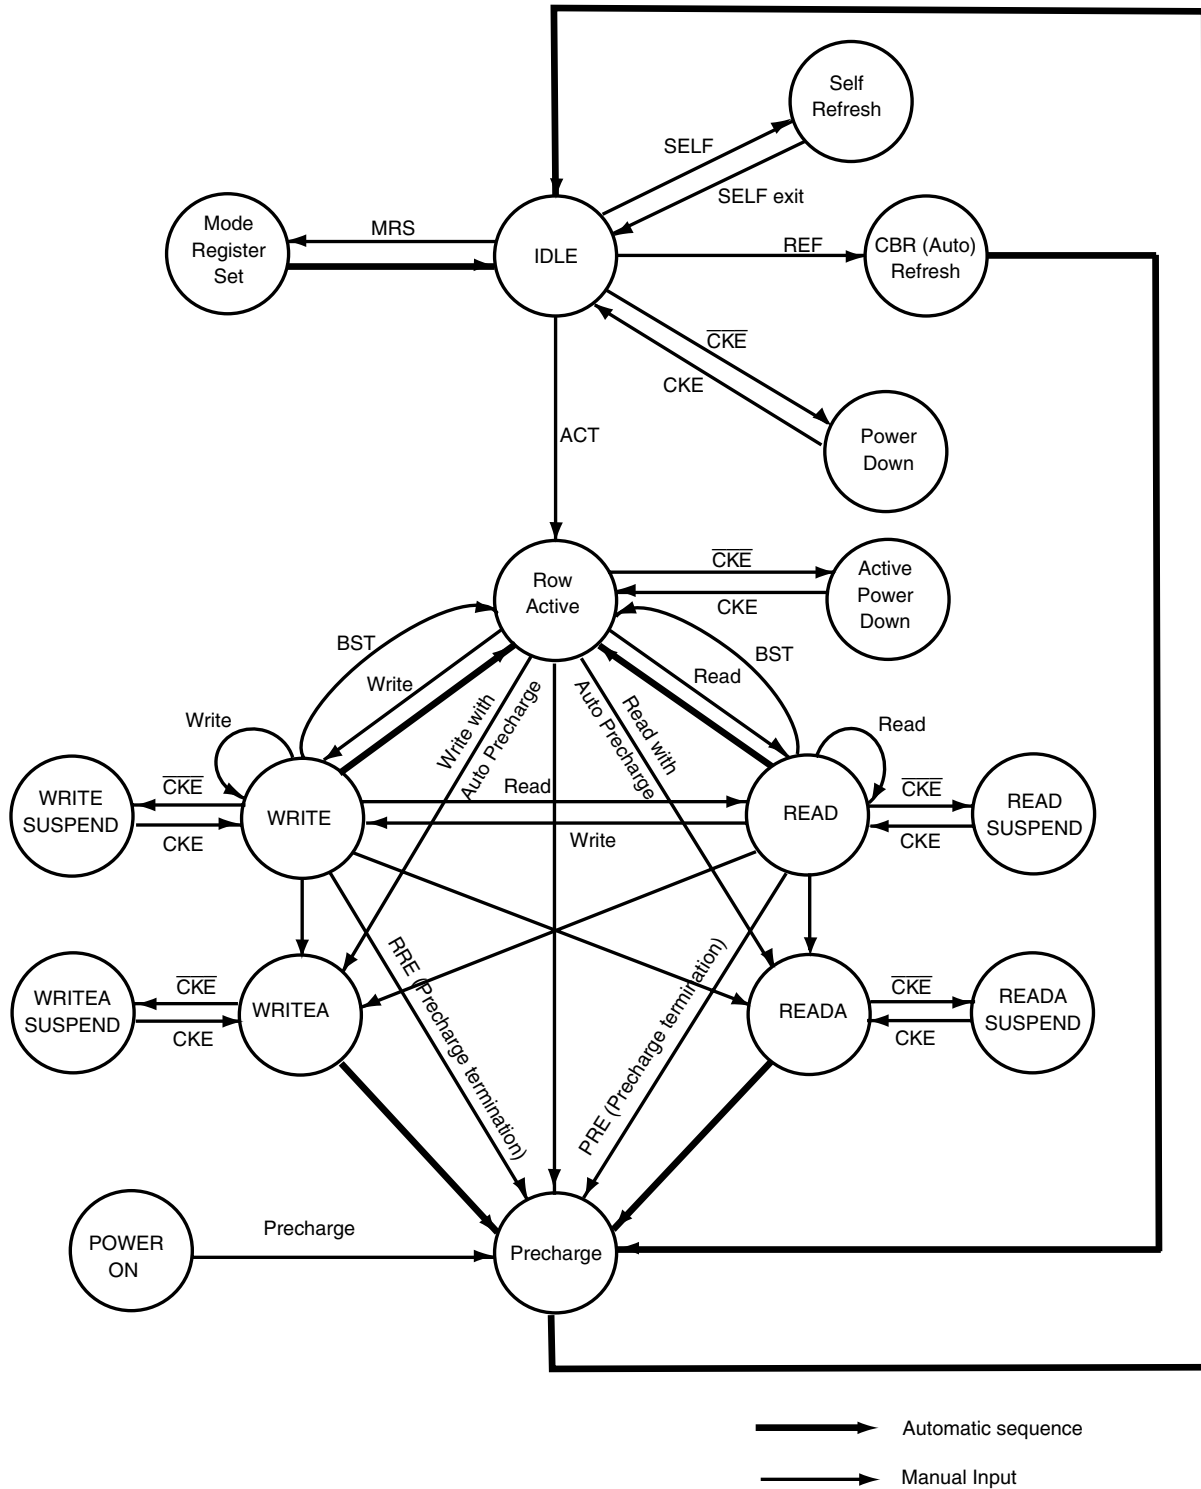 Self
Refresh
SELF
SELF exit
Mode
Register
Set
MRS
IDLE
REF
CBR (Auto)
Refresh
CKE
CKE
Power
Down
ACT
Row
Active
CKE
CKE
Active
Power
Down
BST
BST
Write
Read
Write with
Auto Precharge
Read with
Auto Precharge
Write
Read
WRITE
SUSPEND
CKE
CKE
WRITE
Read
Write
READ
CKE
CKE
READ
SUSPEND
RRE (Precharge termination)
PRE (Precharge termination)
WRITEA
SUSPEND
CKE
CKE
WRITEA
READA
CKE
CKE
READA
SUSPEND
POWER
ON
Precharge
Precharge
Automatic sequence
Manual Input